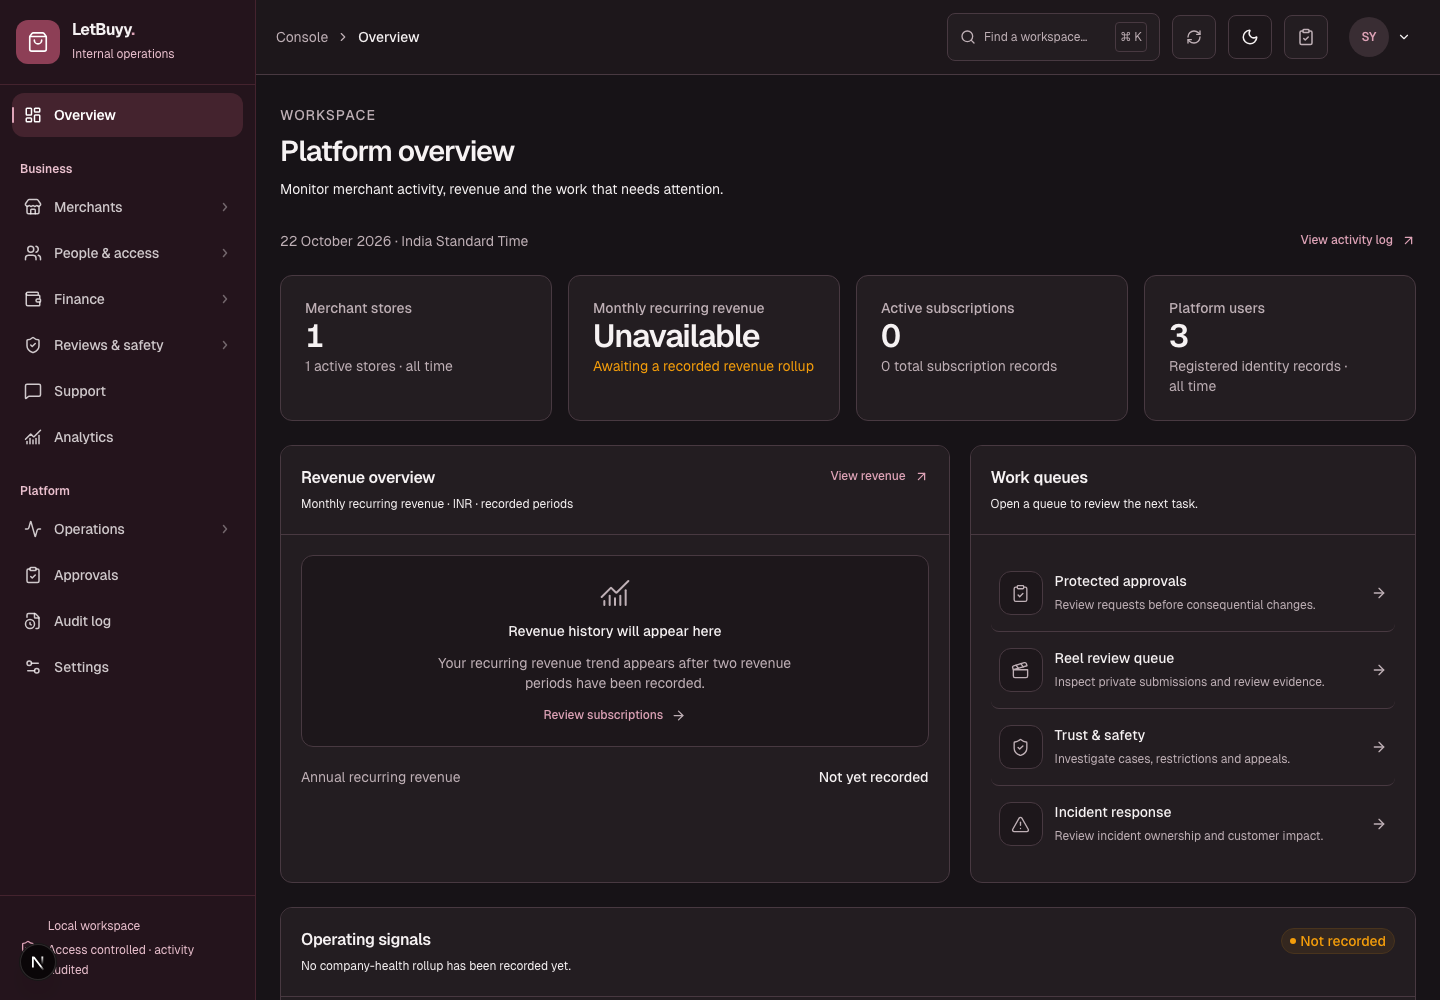 LetBuyy.
Internal operations
Overview
Business
Merchants
People & access
Finance
Reviews & safety
Support
Analytics
Platform
Operations
Approvals
Audit log
Settings
Local workspace
Access controlled · activity
audited
N
Console > Overview
Find a workspace...
⌘ K
SY
WORKSPACE
Platform overview
Monitor merchant activity, revenue and the work that needs attention.
22 October 2026 · India Standard Time
View activity log
Merchant stores
1
1 active stores · all time
Monthly recurring revenue
Unavailable
Awaiting a recorded revenue rollup
Active subscriptions
0
0 total subscription records
Platform users
3
Registered identity records ·
all time
Revenue overview
View revenue
Monthly recurring revenue · INR · recorded periods
Revenue history will appear here
Your recurring revenue trend appears after two revenue
periods have been recorded.
Review subscriptions
Annual recurring revenue
Not yet recorded
Work queues
Open a queue to review the next task.
Protected approvals
Review requests before consequential changes.
Reel review queue
Inspect private submissions and review evidence.
Trust & safety
Investigate cases, restrictions and appeals.
Incident response
Review incident ownership and customer impact.
Operating signals
Not recorded
No company-health rollup has been recorded yet.